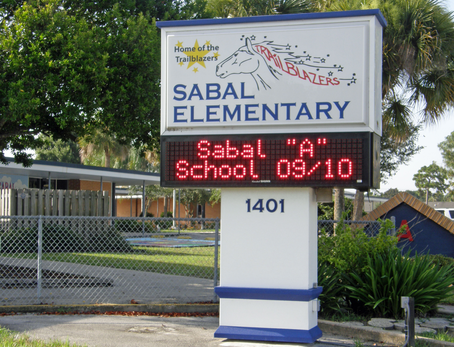 Home of the
Trailblazers
TRAILBLAZERS
SABAL
ELEMENTARY
Sabal "A"
School 09/10
1401